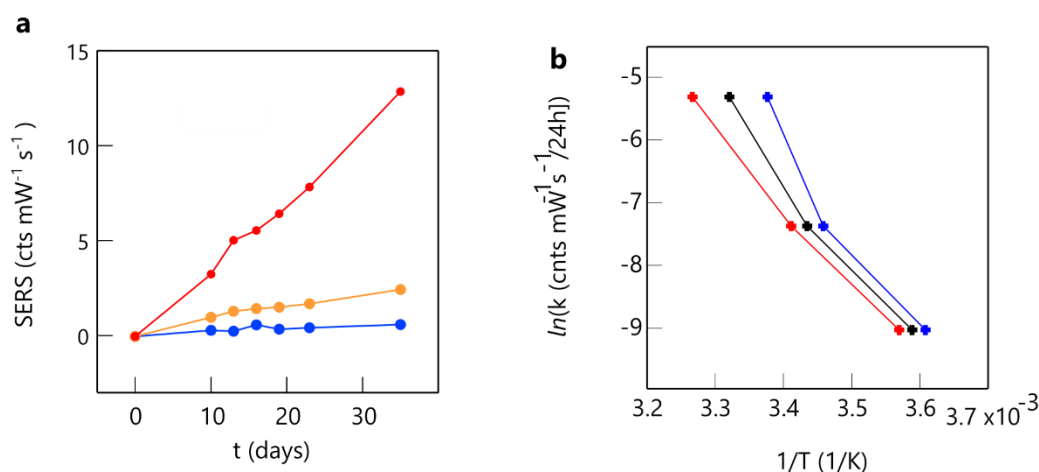 a
15
10
5
0
0
10
20
30
SERS (cts mW⁻¹ s⁻¹ )
t (days)
b
-5
-6
-7
-8
-9
3.2
3.3
3.4
3.5
3.6
3.7 x10⁻³
ln(k (cnts mW⁻¹s⁻¹/24h])
1/T (1/K)